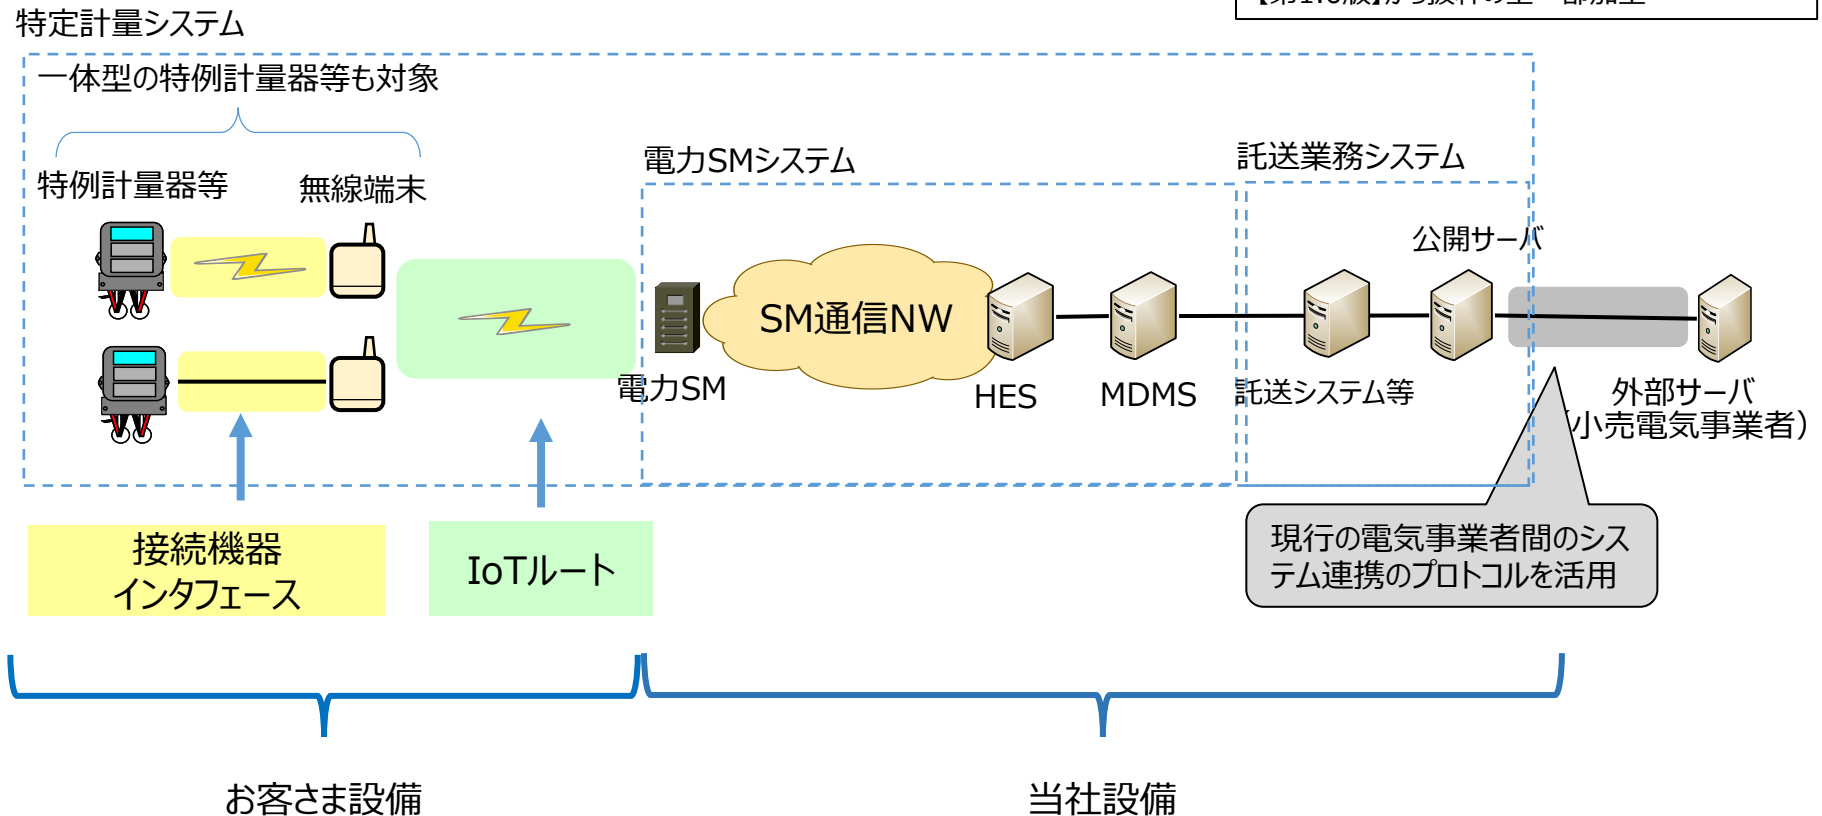 特定計量システム
一体型の特例計量器等も対象
特例計量器等
無線端末
電力SMシステム
託送業務システム
公開サーバ
SM通信NW
電力SM
HES
MDMS
託送システム等
外部サーバ
(小売電気事業者)
接続機器
インタフェース
IoTルート
現行の電気事業者間のシス
テム連携のプロトコルを活用
お客さま設備
当社設備